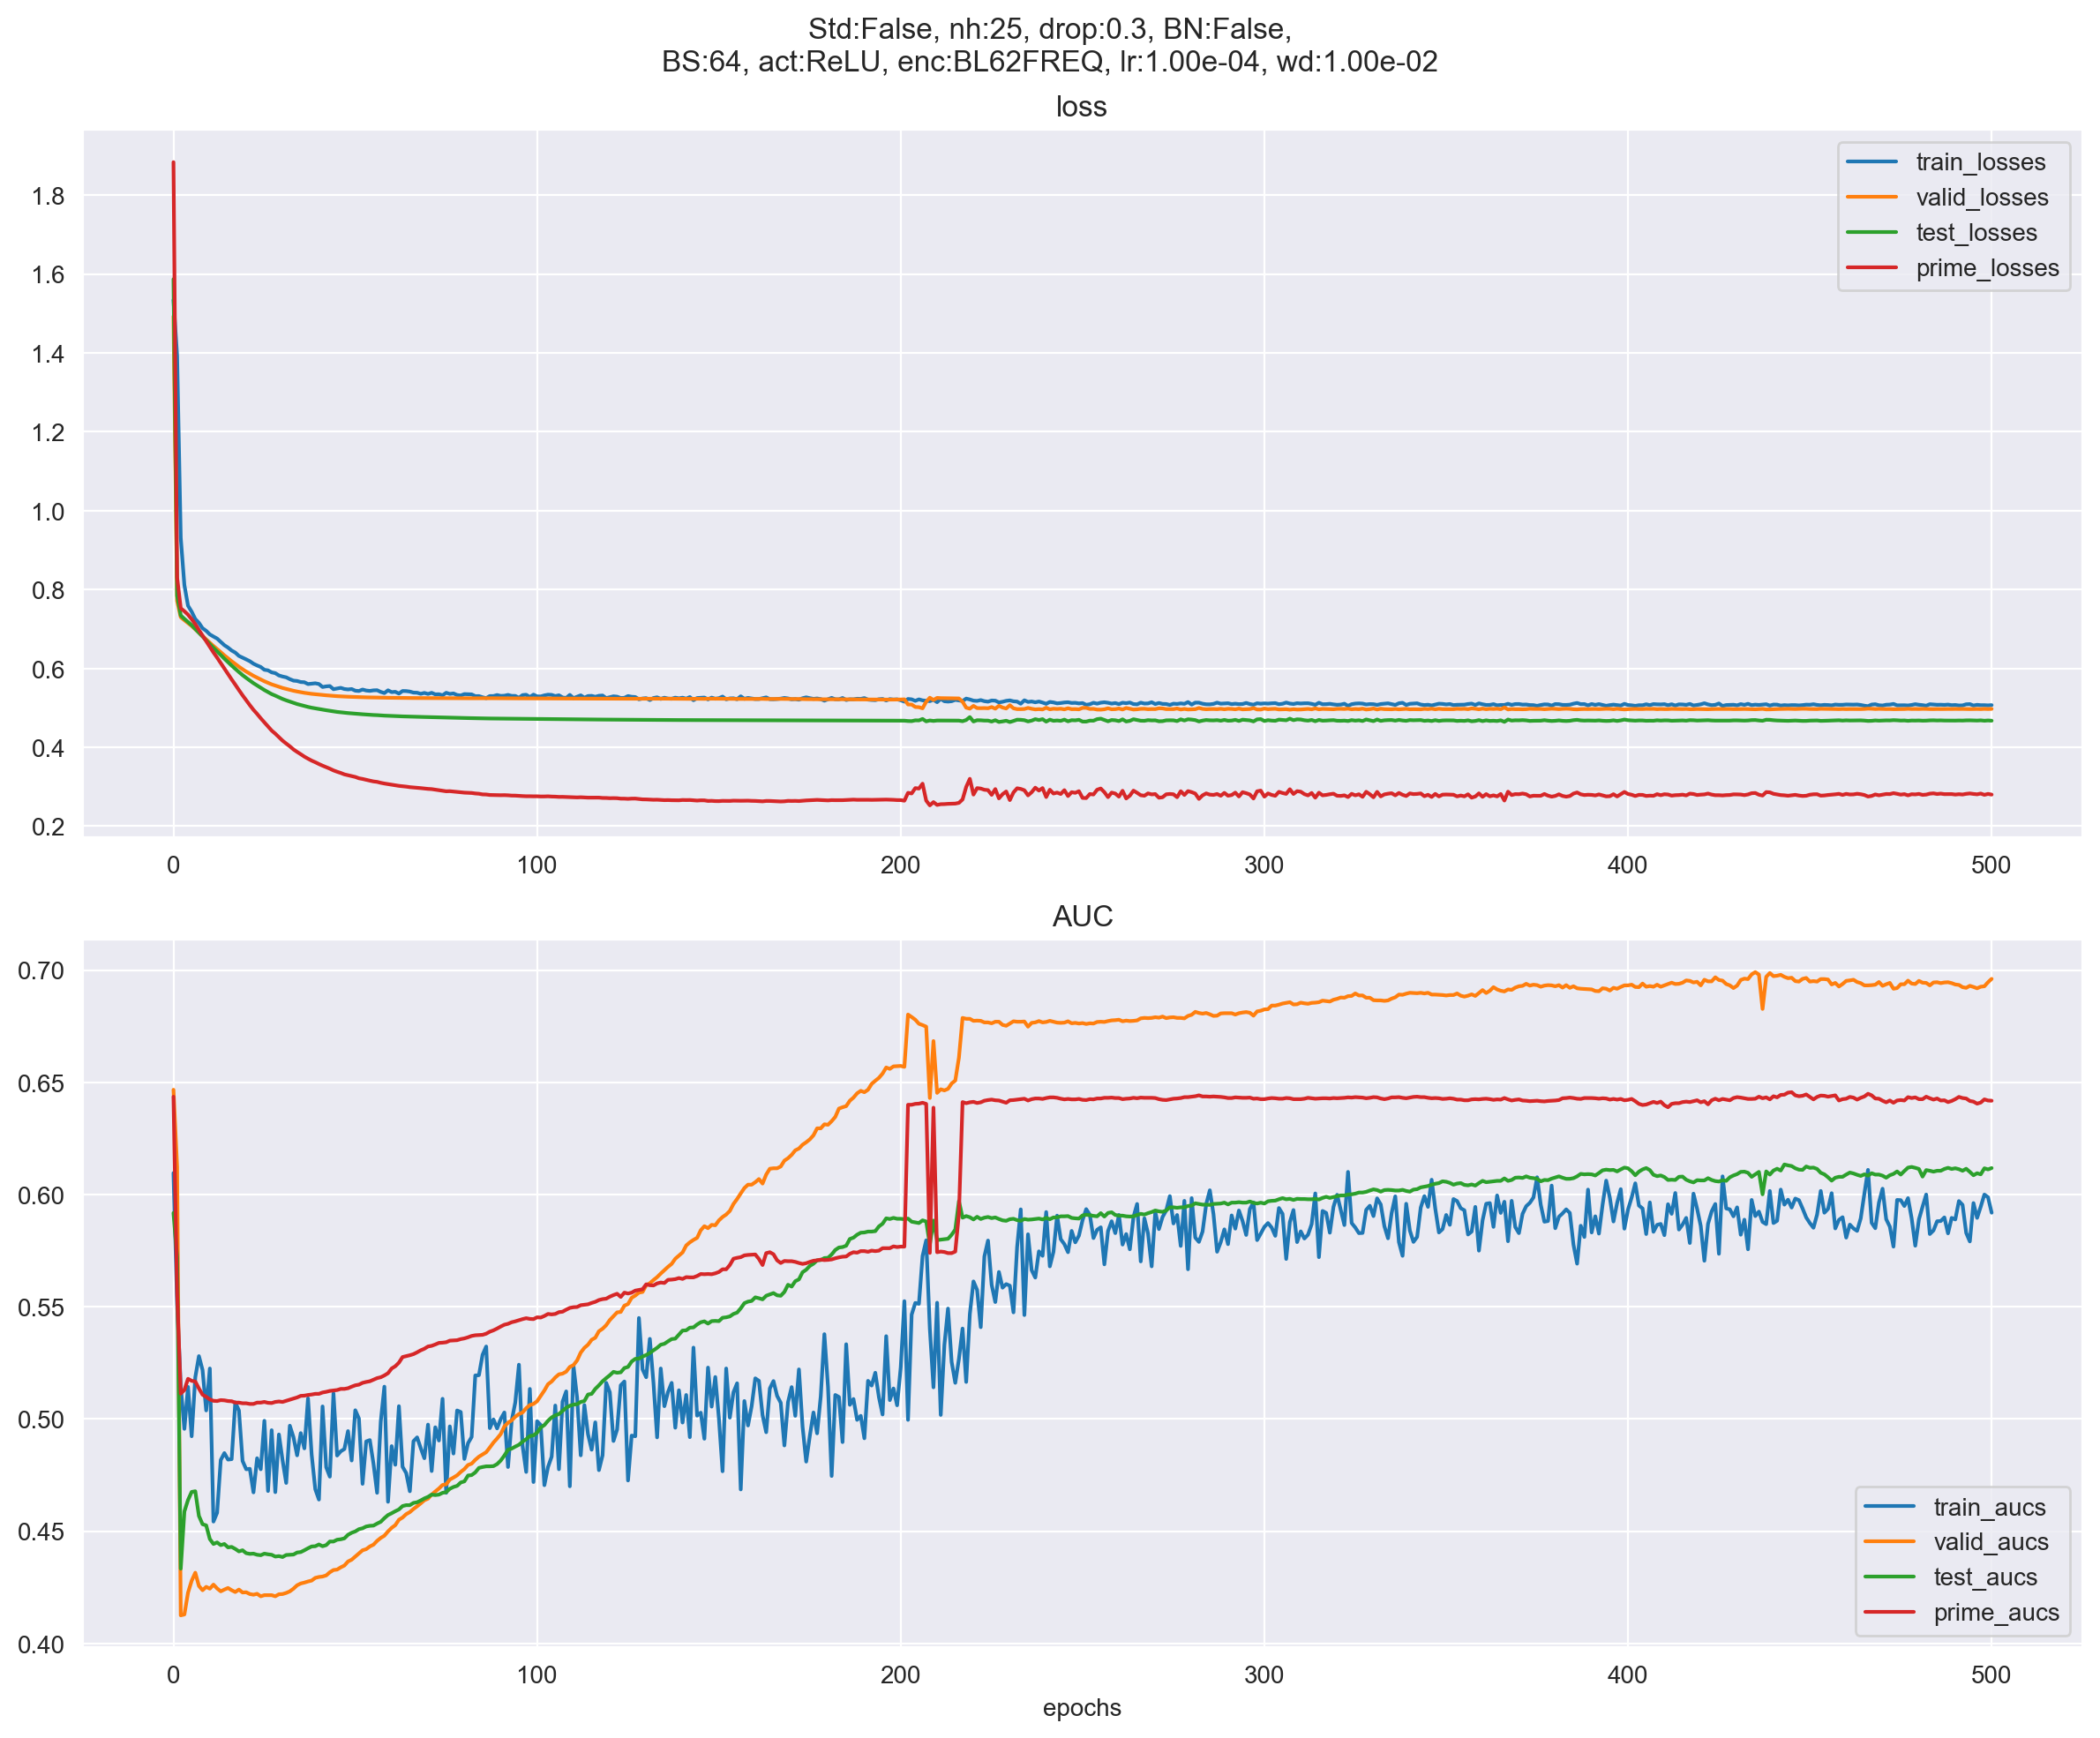 Std:False, nh:25, drop:0.3, BN:False,
BS:64, act:ReLU, enc:BL62FREQ, lr:1.00e-04, wd:1.00e-02
loss
1.8
1.6
1.4
1.2
1.0
0.8
0.6
0.4
0.2
train_losses
valid_losses
test_losses
prime_losses
0 100 200 300 400 500
AUC
0.70
0.65
0.60
0.55
0.50
0.45
0.40
train_aucs
valid_aucs
test_aucs
prime_aucs
0 100 200 300 400 500
epochs